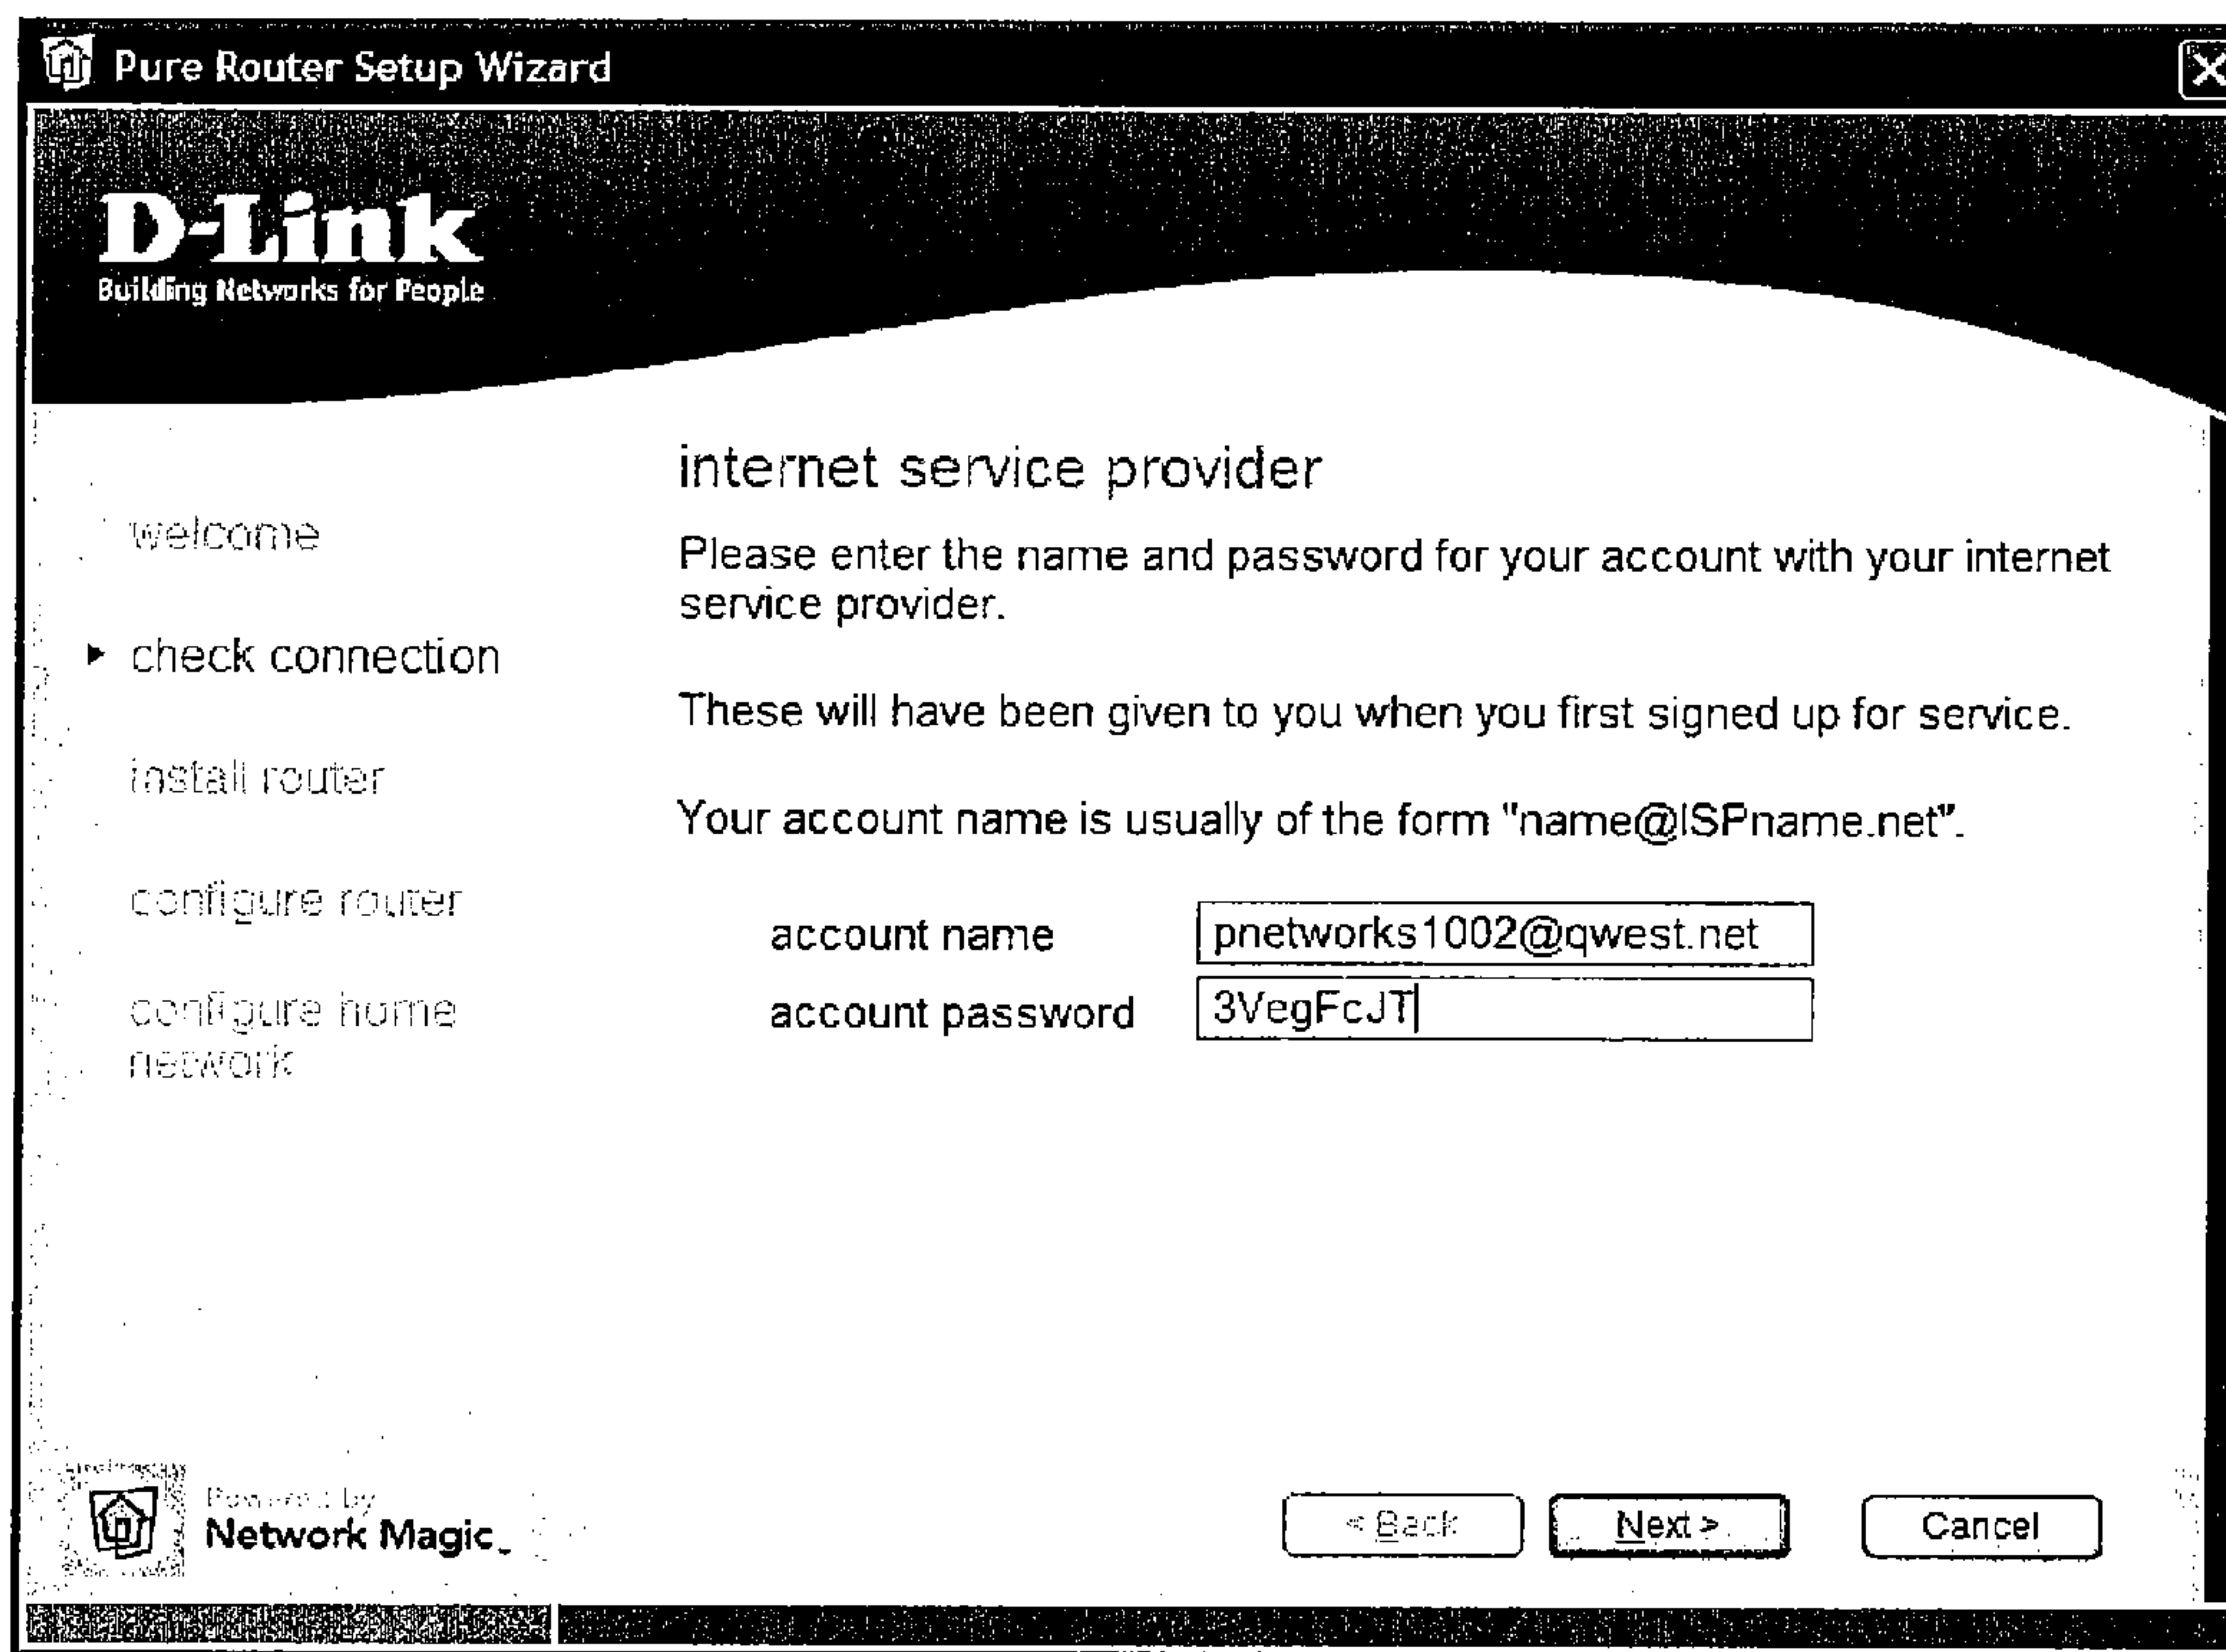 Pure Router Setup Wizard
D-Link
Building Networks for People
internet service provider
Please enter the name and password for your account with your internet
service provider.
These will have been given to you when you first signed up for service.
Your account name is usually of the form "name@ISPname.net".
account name
pnetworks1002@qwest.net
account password
3VegFcJT
welcome
check connection
install router
configure router
configure home
network
Powered by
Network Magic
< Back
Next >
Cancel